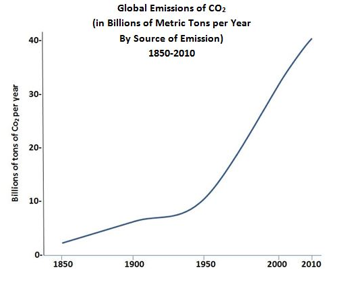 Global Emissions of CO₂
(in Billions of Metric Tons per Year
By Source of Emission)
1850-2010
Billions of tons of Co₂ per year
40
30
20
10
0
1850 1900 1950 2000 2010